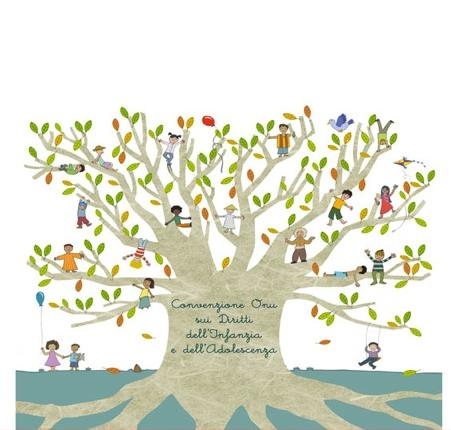 Convenzione Onu
sui Diritti
dell'Infanzia
e dell'Adolescenza